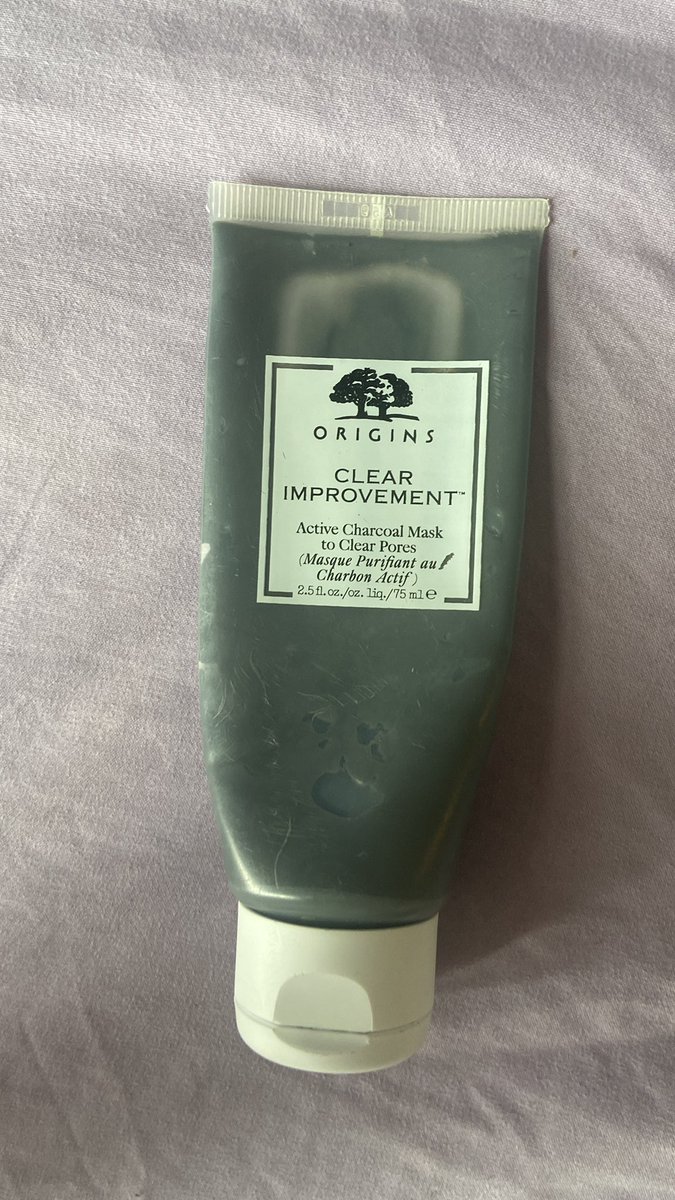 ORIGINS
CLEAR
IMPROVEMENT™
Active Charcoal Mask
to Clear Pores
(Masque Purifiant au
Charbon Actif)
2.5 fl. oz./oz. liq./75 ml ℮